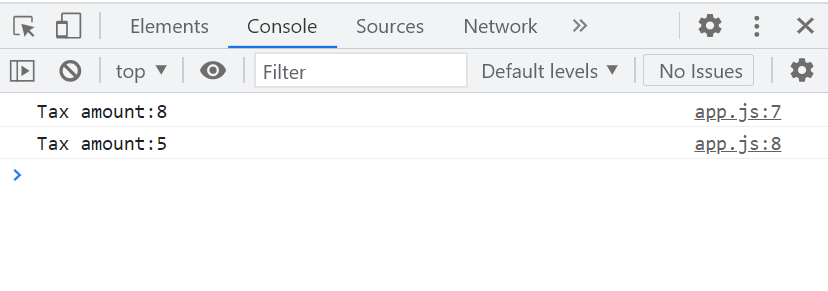 Elements Console Sources Network
top Filter Default levels No Issues
Tax amount:8 app.js:7
Tax amount:5 app.js:8